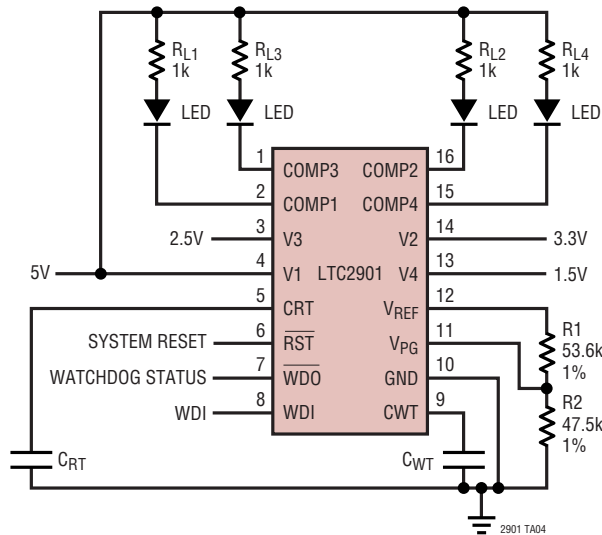 RL1
1k
RL3
1k
RL2
1k
RL4
1k
LED
LED
LED
LED
1
COMP3
COMP2
16
2
COMP1
COMP4
15
2.5V
3
V3
V2
14
3.3V
5V
4
V1
LTC2901
V4
13
1.5V
5
CRT
VREF
12
SYSTEM RESET
6
RST
VPG
11
R1
53.6k
1%
WATCHDOG STATUS
7
WDO
GND
10
WDI
8
WDI
CWT
9
R2
47.5k
1%
CRT
CWT
2901 TA04